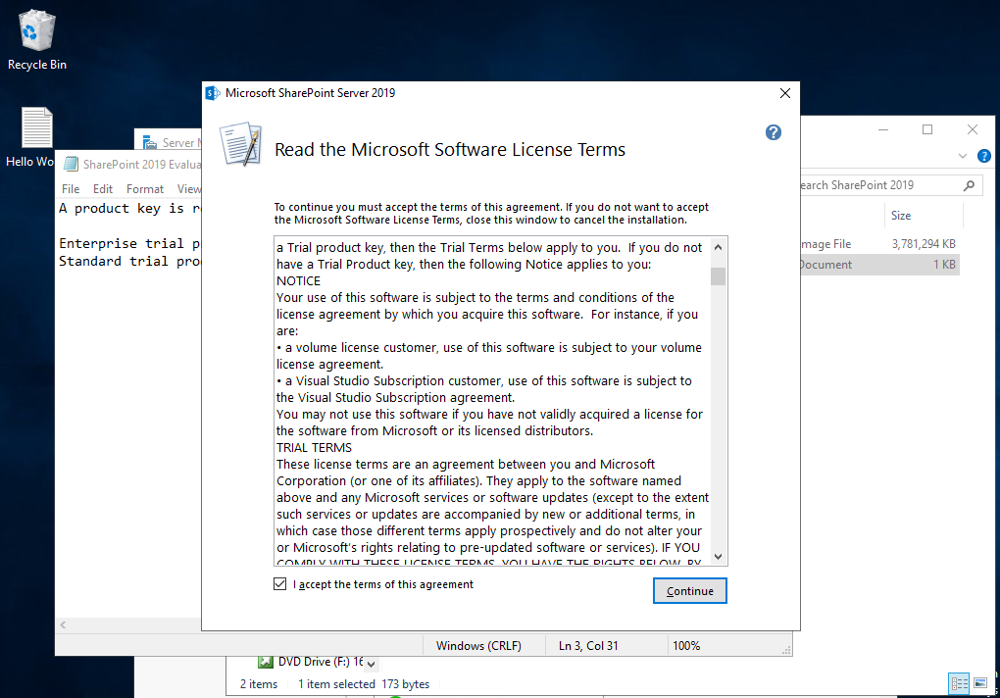 Recycle Bin
Hello Wo
Server M
SharePoint 2019 Evalua
File Edit Format View
A product key is re
Enterprise trial p
Standard trial prod
Microsoft SharePoint Server 2019
Read the Microsoft Software License Terms
To continue you must accept the terms of this agreement. If you do not want to accept
the Microsoft Software License Terms, close this window to cancel the installation.
a Trial product key, then the Trial Terms below apply to you. If you do not
have a Trial Product key, then the following Notice applies to you:
NOTICE
Your use of this software is subject to the terms and conditions of the
license agreement by which you acquire this software. For instance, if you
are:
• a volume license customer, use of this software is subject to your volume
license agreement.
• a Visual Studio Subscription customer, use of this software is subject to
the Visual Studio Subscription agreement.
You may not use this software if you have not validly acquired a license for
the software from Microsoft or its licensed distributors.
TRIAL TERMS
These license terms are an agreement between you and Microsoft
Corporation (or one of its affiliates). They apply to the software named
above and any Microsoft services or software updates (except to the extent
such services or updates are accompanied by new or additional terms, in
which case those different terms apply prospectively and do not alter your
or Microsoft's rights relating to pre-updated software or services). IF YOU
COMPLY WITH THESE LICENSE TERMS, YOU HAVE THE RIGHTS BELOW. BY
I accept the terms of this agreement
Continue
earch SharePoint 2019
Size
mage File 3,781,294 KB
Document 1 KB
Windows (CRLF) Ln 3, Col 31 100%
DVD Drive (F:) 16
2 items 1 item selected 173 bytes